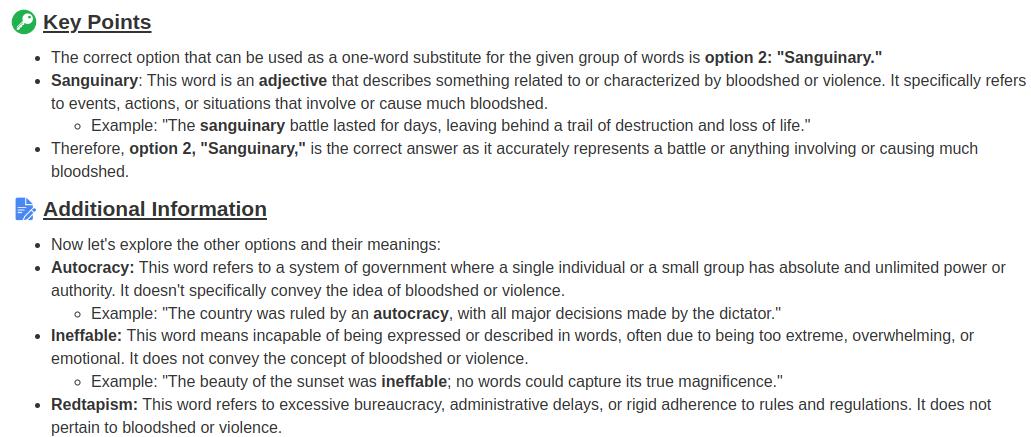 Key Points
• The correct option that can be used as a one-word substitute for the given group of words is option 2: "Sanguinary."
• Sanguinary: This word is an adjective that describes something related to or characterized by bloodshed or violence. It specifically refers
to events, actions, or situations that involve or cause much bloodshed.
◦ Example: "The sanguinary battle lasted for days, leaving behind a trail of destruction and loss of life."
• Therefore, option 2, "Sanguinary," is the correct answer as it accurately represents a battle or anything involving or causing much
bloodshed.
Additional Information
• Now let's explore the other options and their meanings:
• Autocracy: This word refers to a system of government where a single individual or a small group has absolute and unlimited power or
authority. It doesn't specifically convey the idea of bloodshed or violence.
◦ Example: "The country was ruled by an autocracy, with all major decisions made by the dictator."
• Ineffable: This word means incapable of being expressed or described in words, often due to being too extreme, overwhelming, or
emotional. It does not convey the concept of bloodshed or violence.
◦ Example: "The beauty of the sunset was ineffable; no words could capture its true magnificence."
• Redtapism: This word refers to excessive bureaucracy, administrative delays, or rigid adherence to rules and regulations. It does not
pertain to bloodshed or violence.